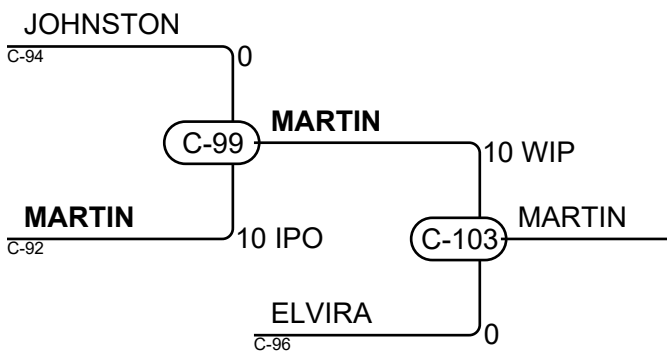 JOHNSTON
C-94
0
MARTIN
C-99
10 WIP
MARTIN
C-92
10 IPO
C-103
MARTIN
ELVIRA
C-96
0